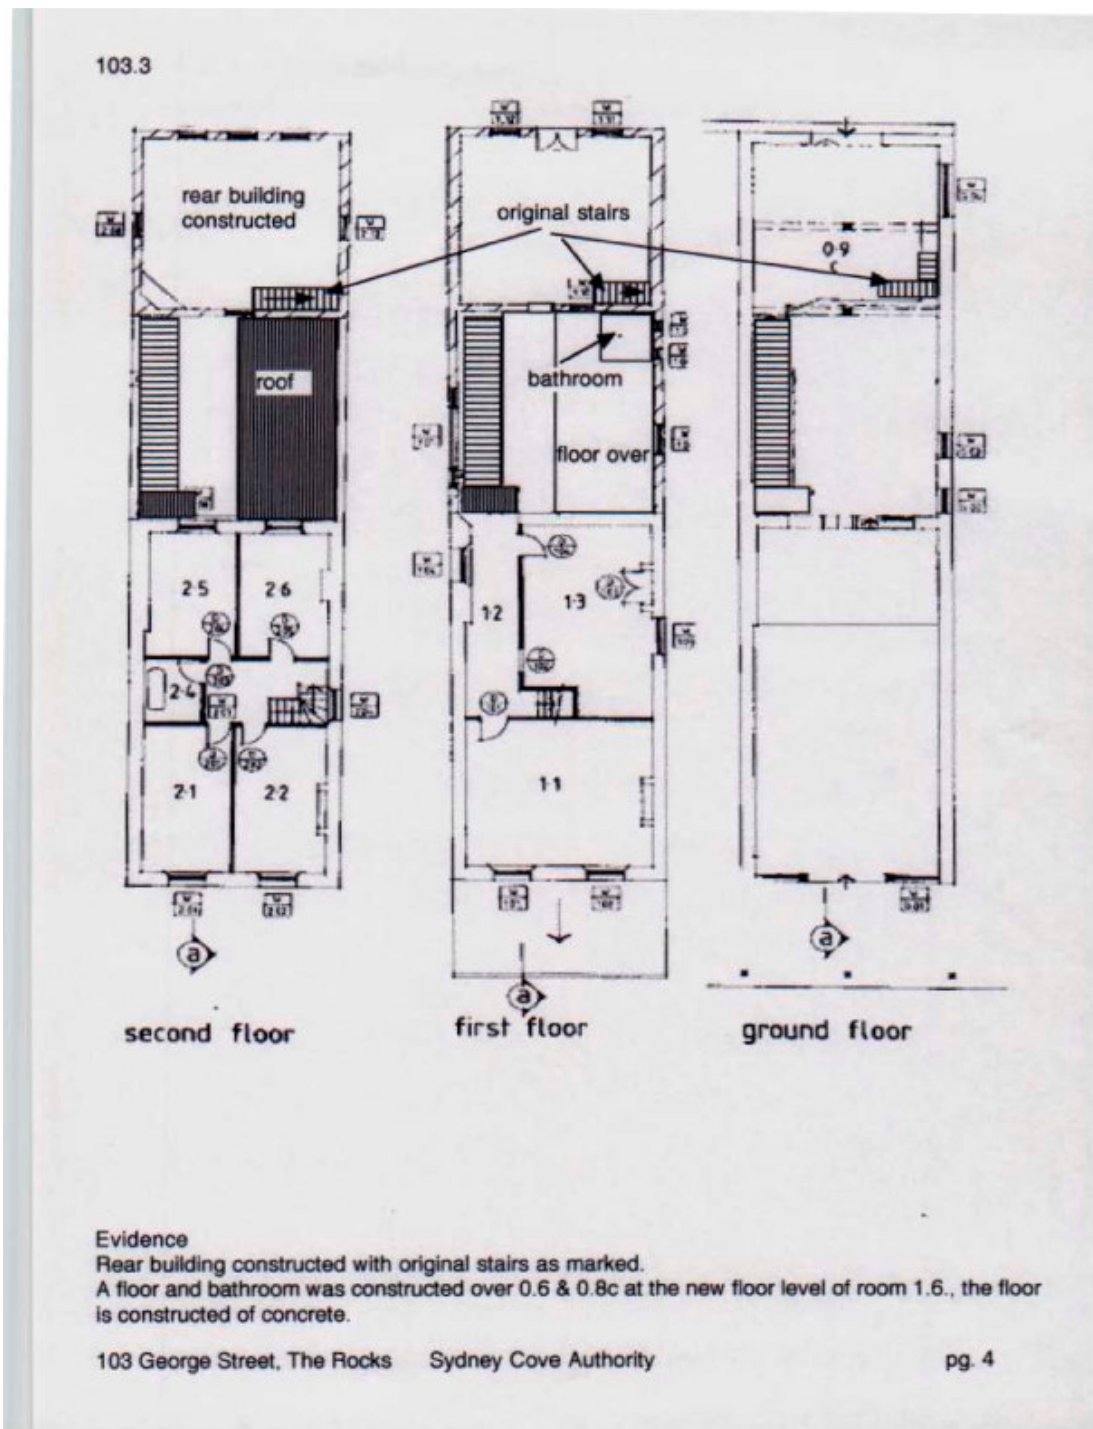 103.3
rear building
constructed
original stairs
0·9
c
roof
bathroom
floor over
2·5
2·6
2·4
2·1
2·2
1·2
1·3
1·1
a
a
a
second floor
first floor
ground floor
Evidence
Rear building constructed with original stairs as marked.
A floor and bathroom was constructed over 0.6 & 0.8c at the new floor level of room 1.6., the floor
is constructed of concrete.
103 George Street, The Rocks Sydney Cove Authority pg. 4